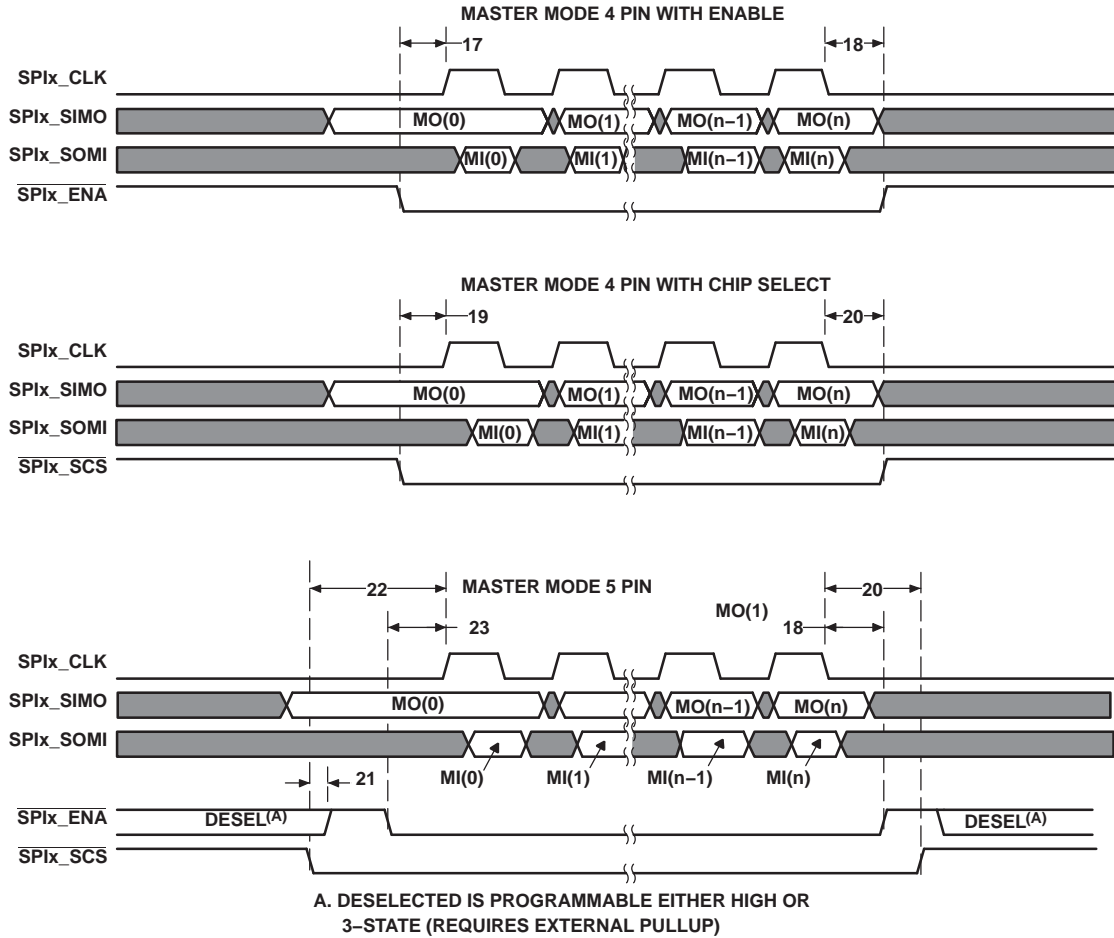 MASTER MODE 4 PIN WITH ENABLE
17
18
SPIx_CLK
SPIx_SIMO
MO(0)
MO(1)
MO(n−1)
MO(n)
SPIx_SOMI
MI(0)
MI(1)
MI(n−1)
MI(n)
SPIx_ENA
MASTER MODE 4 PIN WITH CHIP SELECT
19
20
SPIx_CLK
SPIx_SIMO
MO(0)
MO(1)
MO(n−1)
MO(n)
SPIx_SOMI
MI(0)
MI(1)
MI(n−1)
MI(n)
SPIx_SCS
22
MASTER MODE 5 PIN
20
MO(1)
23
18
SPIx_CLK
SPIx_SIMO
MO(0)
MO(n−1)
MO(n)
SPIx_SOMI
MI(0)
MI(1)
MI(n−1)
MI(n)
21
SPIx_ENA
DESEL(A)
DESEL(A)
SPIx_SCS
A. DESELECTED IS PROGRAMMABLE EITHER HIGH OR
3−STATE (REQUIRES EXTERNAL PULLUP)